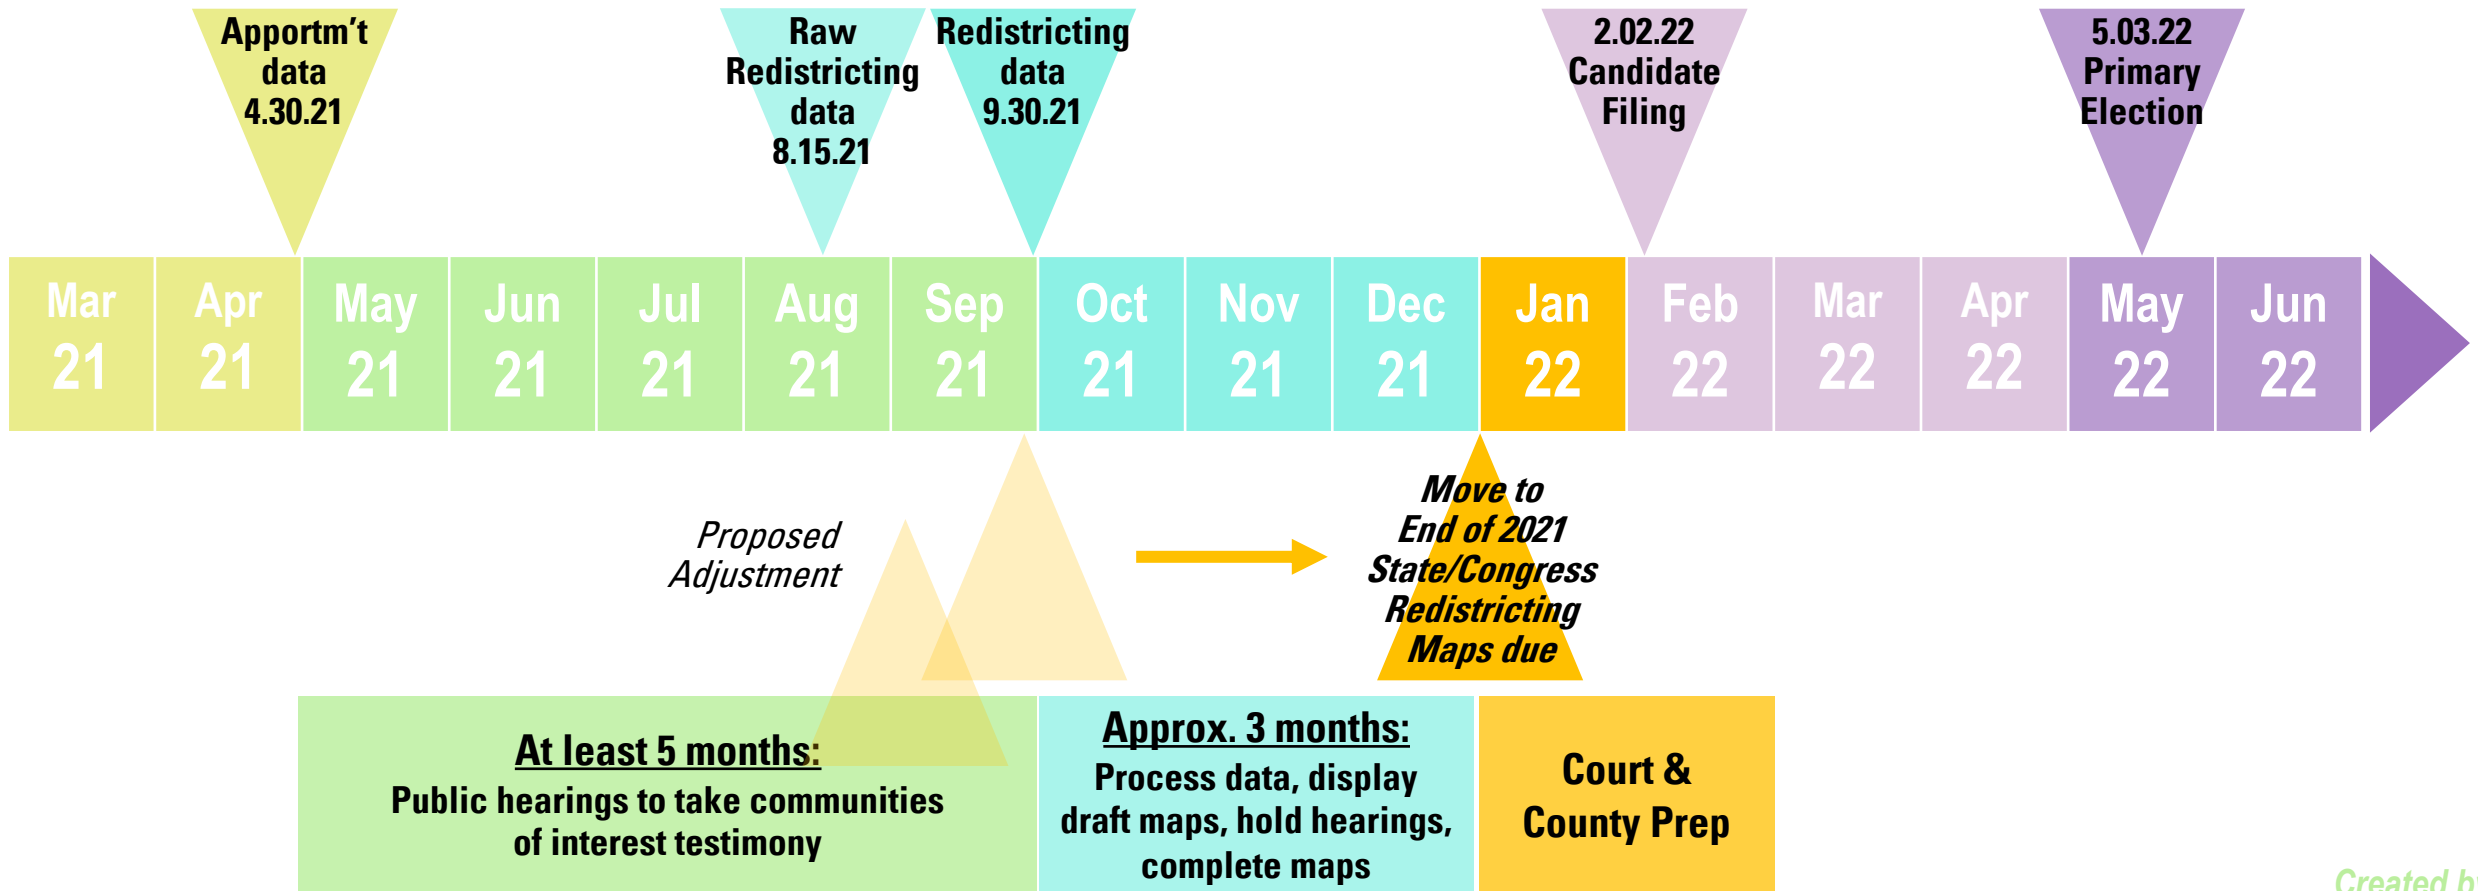 Apportm't
data
4.30.21
Raw
Redistricting
data
8.15.21
Redistricting
data
9.30.21
2.02.22
Candidate
Filing
5.03.22
Primary
Election
Mar
21
Apr
21
May
21
Jun
21
Jul
21
Aug
21
Sep
21
Oct
21
Nov
21
Dec
21
Jan
22
Feb
22
Mar
22
Apr
22
May
22
Jun
22
Proposed
Adjustment
Move to
End of 2021
State/Congress
Redistricting
Maps due
At least 5 months:
Public hearings to take communities
of interest testimony
Approx. 3 months:
Process data, display
draft maps, hold hearings,
complete maps
Court &
County Prep
Created by